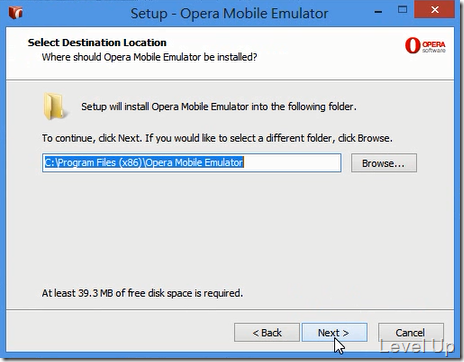 Setup - Opera Mobile Emulator
Select Destination Location
Where should Opera Mobile Emulator be installed?
OPERA
software
Setup will install Opera Mobile Emulator into the following folder.
To continue, click Next. If you would like to select a different folder, click Browse.
C:\Program Files (x86)\Opera Mobile Emulator
Browse...
At least 39.3 MB of free disk space is required.
< Back
Next >
Cancel
Level Up